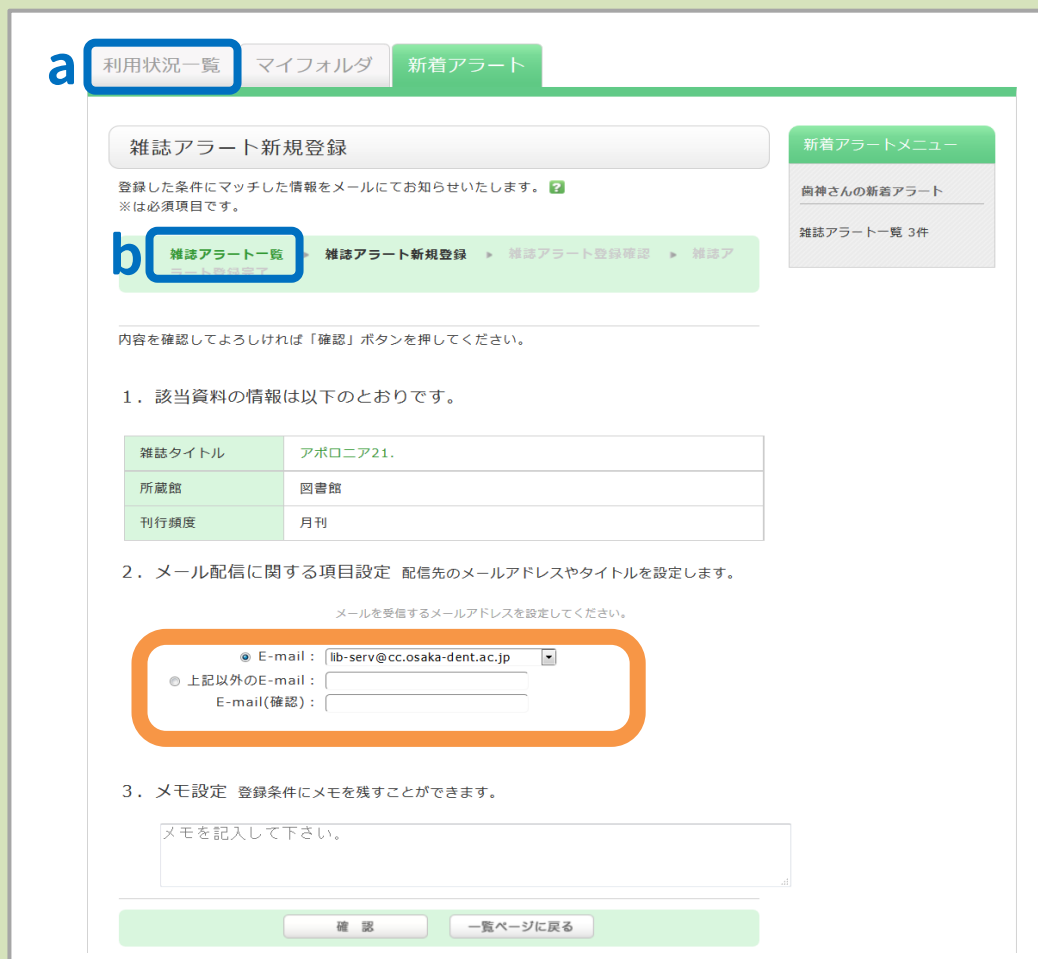 a 利用状況一覧 マイフォルダ 新着アラート
雑誌アラート新規登録
登録した条件にマッチした情報をメールにてお知らせいたします。 ?
※は必須項目です。
b 雑誌アラート一覧 ▶ 雑誌アラート新規登録 ▶ 雑誌アラート登録確認 ▶ 雑誌ア
ラート登録完了
内容を確認してよろしければ「確認」ボタンを押してください。
1. 該当資料の情報は以下のとおりです。
雑誌タイトル アポロニア21.
所蔵館 図書館
刊行頻度 月刊
2. メール配信に関する項目設定 配信先のメールアドレスやタイトルを設定します。
メールを受信するメールアドレスを設定してください。
E-mail : lib-serv@cc.osaka-dent.ac.jp
上記以外のE-mail :
E-mail(確認) :
3. メモ設定 登録条件にメモを残すことができます。
メモを記入して下さい。
確 認 一覧ページに戻る
新着アラートメニュー
歯神さんの新着アラート
雑誌アラート一覧 3件